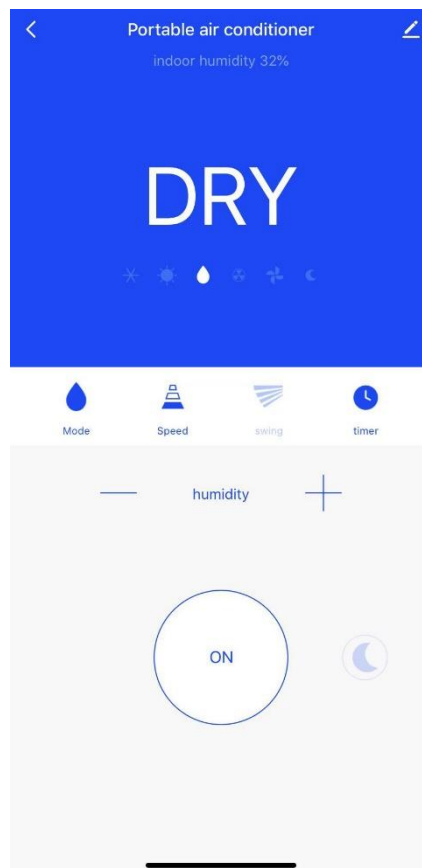 Portable air conditioner
indoor humidity 32%
DRY
Mode Speed swing timer
humidity
ON